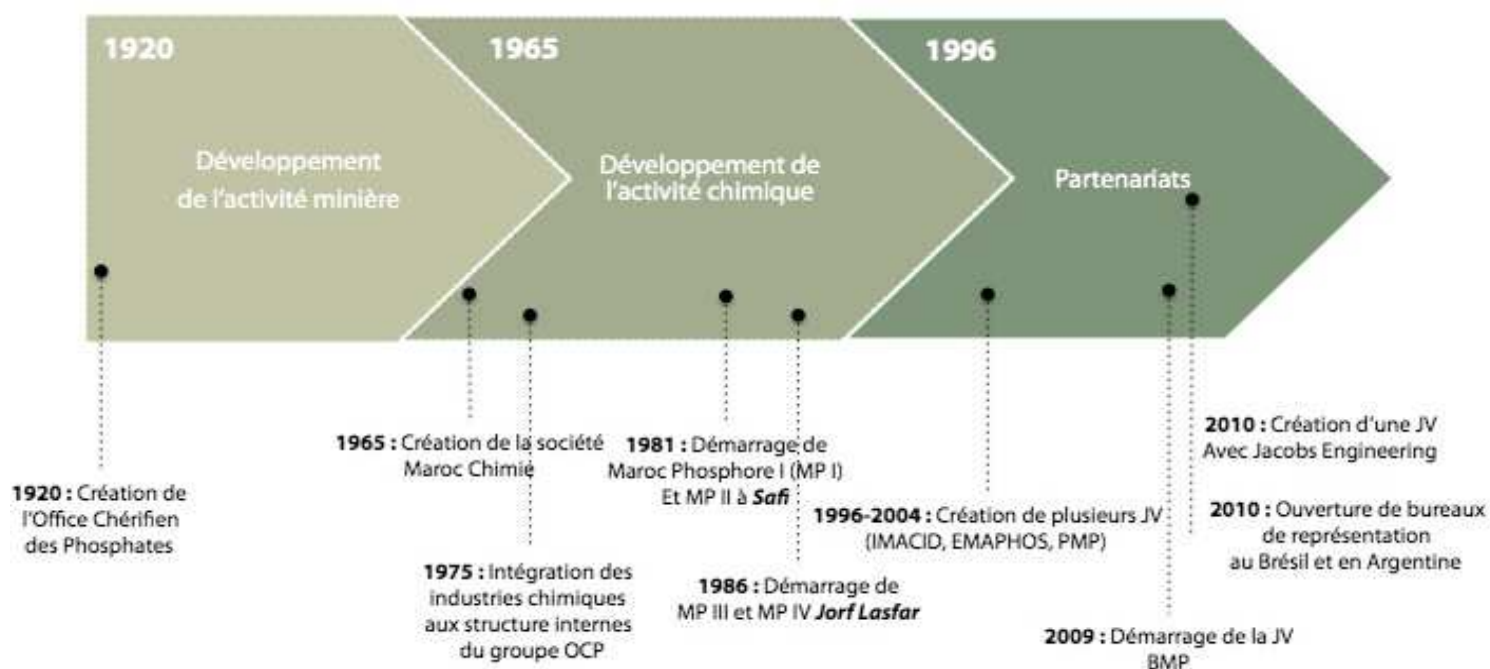 1920
1965
1996
Développement
de l'activité minière
Développement de
l'activité chimique
Partenariats
1920 : Création de
l'Office Chérifien
des Phosphates
1965 : Création de la société
Maroc Chimie
1975 : Intégration des
industries chimiques
aux structure internes
du groupe OCP
1981 : Démarrage de
Maroc Phosphore I (MP I)
Et MP II à Safi
1986 : Démarrage de
MP III et MP IV Jorf Lasfar
1996-2004 : Création de plusieurs JV
(IMACID, EMAPHOS, PMP)
2009 : Démarrage de la JV
BMP
2010 : Création d'une JV
Avec Jacobs Engineering
2010 : Ouverture de bureaux
de représentation
au Brésil et en Argentine